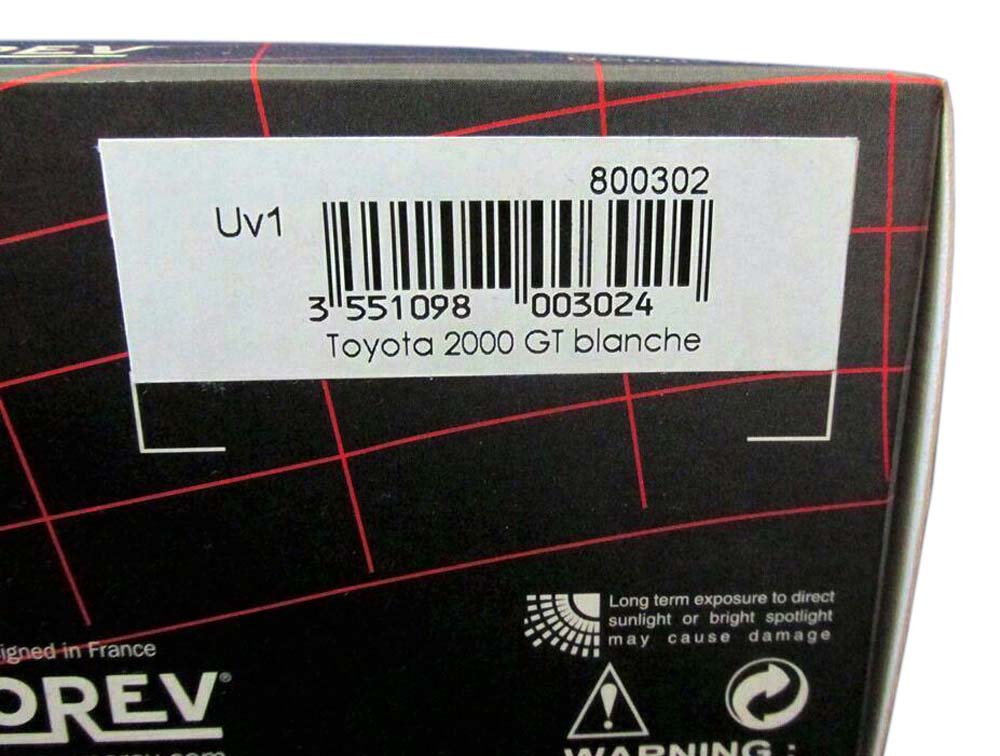 800302
Uv1
3 551098 003024
Toyota 2000 GT blanche
Long term exposure to direct
sunlight or bright spotlight
may cause damage
igned in France
OREV®
WARNING :